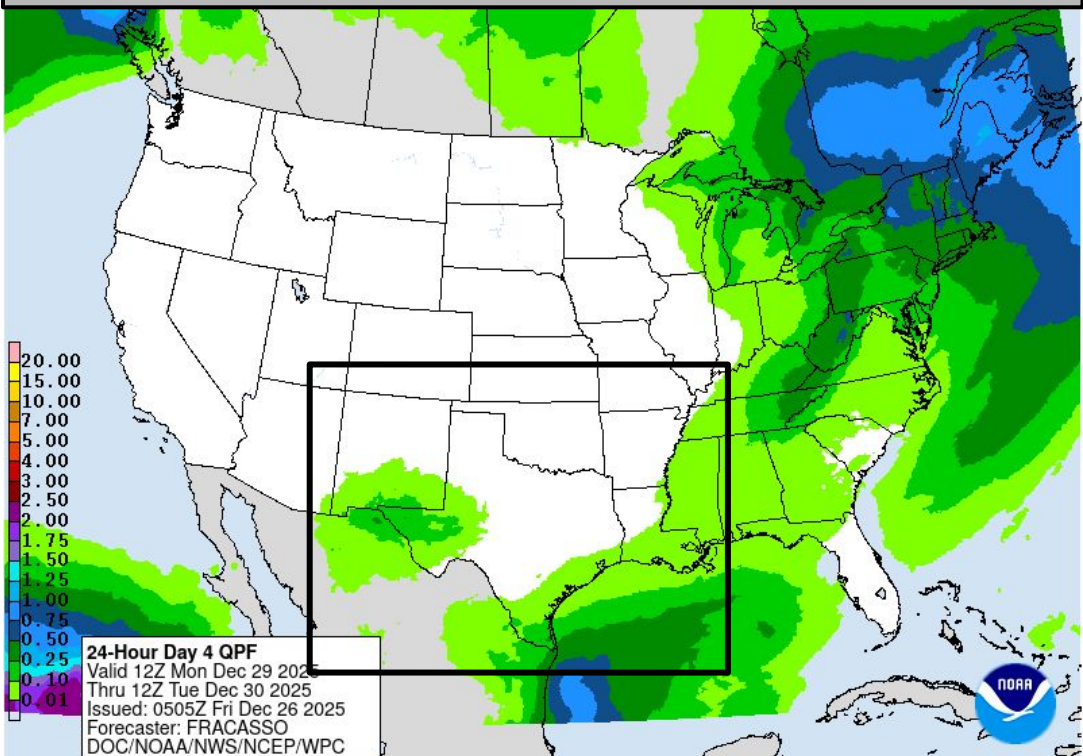 20.00
15.00
10.00
7.00
5.00
4.00
3.00
2.50
2.00
1.75
1.50
1.25
1.00
0.75
0.50
0.25
0.10
0.01
24-Hour Day 4 QPF
Valid 12Z Mon Dec 29 2025
Thru 12Z Tue Dec 30 2025
Issued: 0505Z Fri Dec 26 2025
Forecaster: FRACASSO
DOC/NOAA/NWS/NCEP/WPC
NOAA